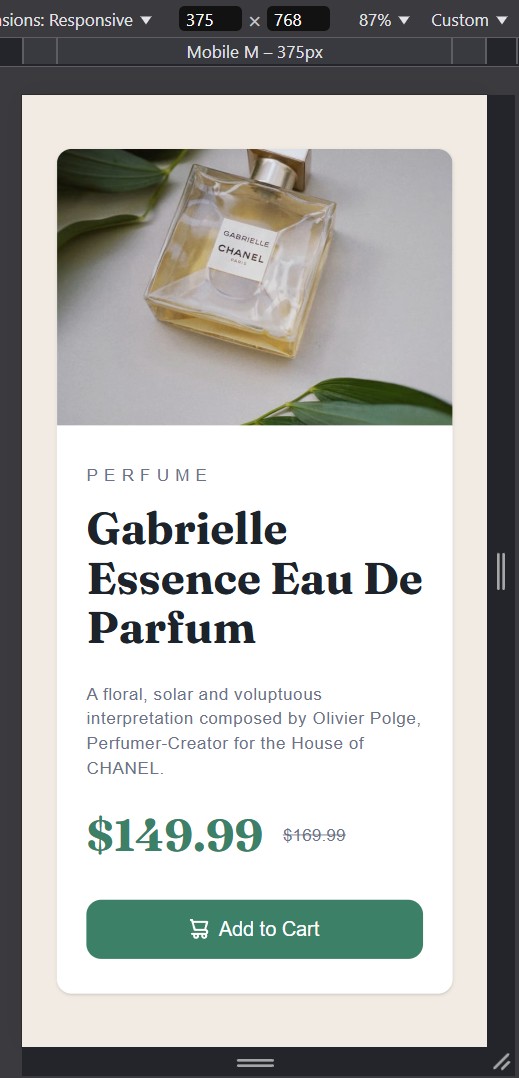 sions: Responsive ▼ 375 × 768 87% ▼ Custom ▼
Mobile M – 375px
GABRIELLE
CHANEL
PARIS
PERFUME
Gabrielle
Essence Eau De
Parfum
A floral, solar and voluptuous
interpretation composed by Olivier Polge,
Perfumer-Creator for the House of
CHANEL.
$149.99 $169.99
Add to Cart